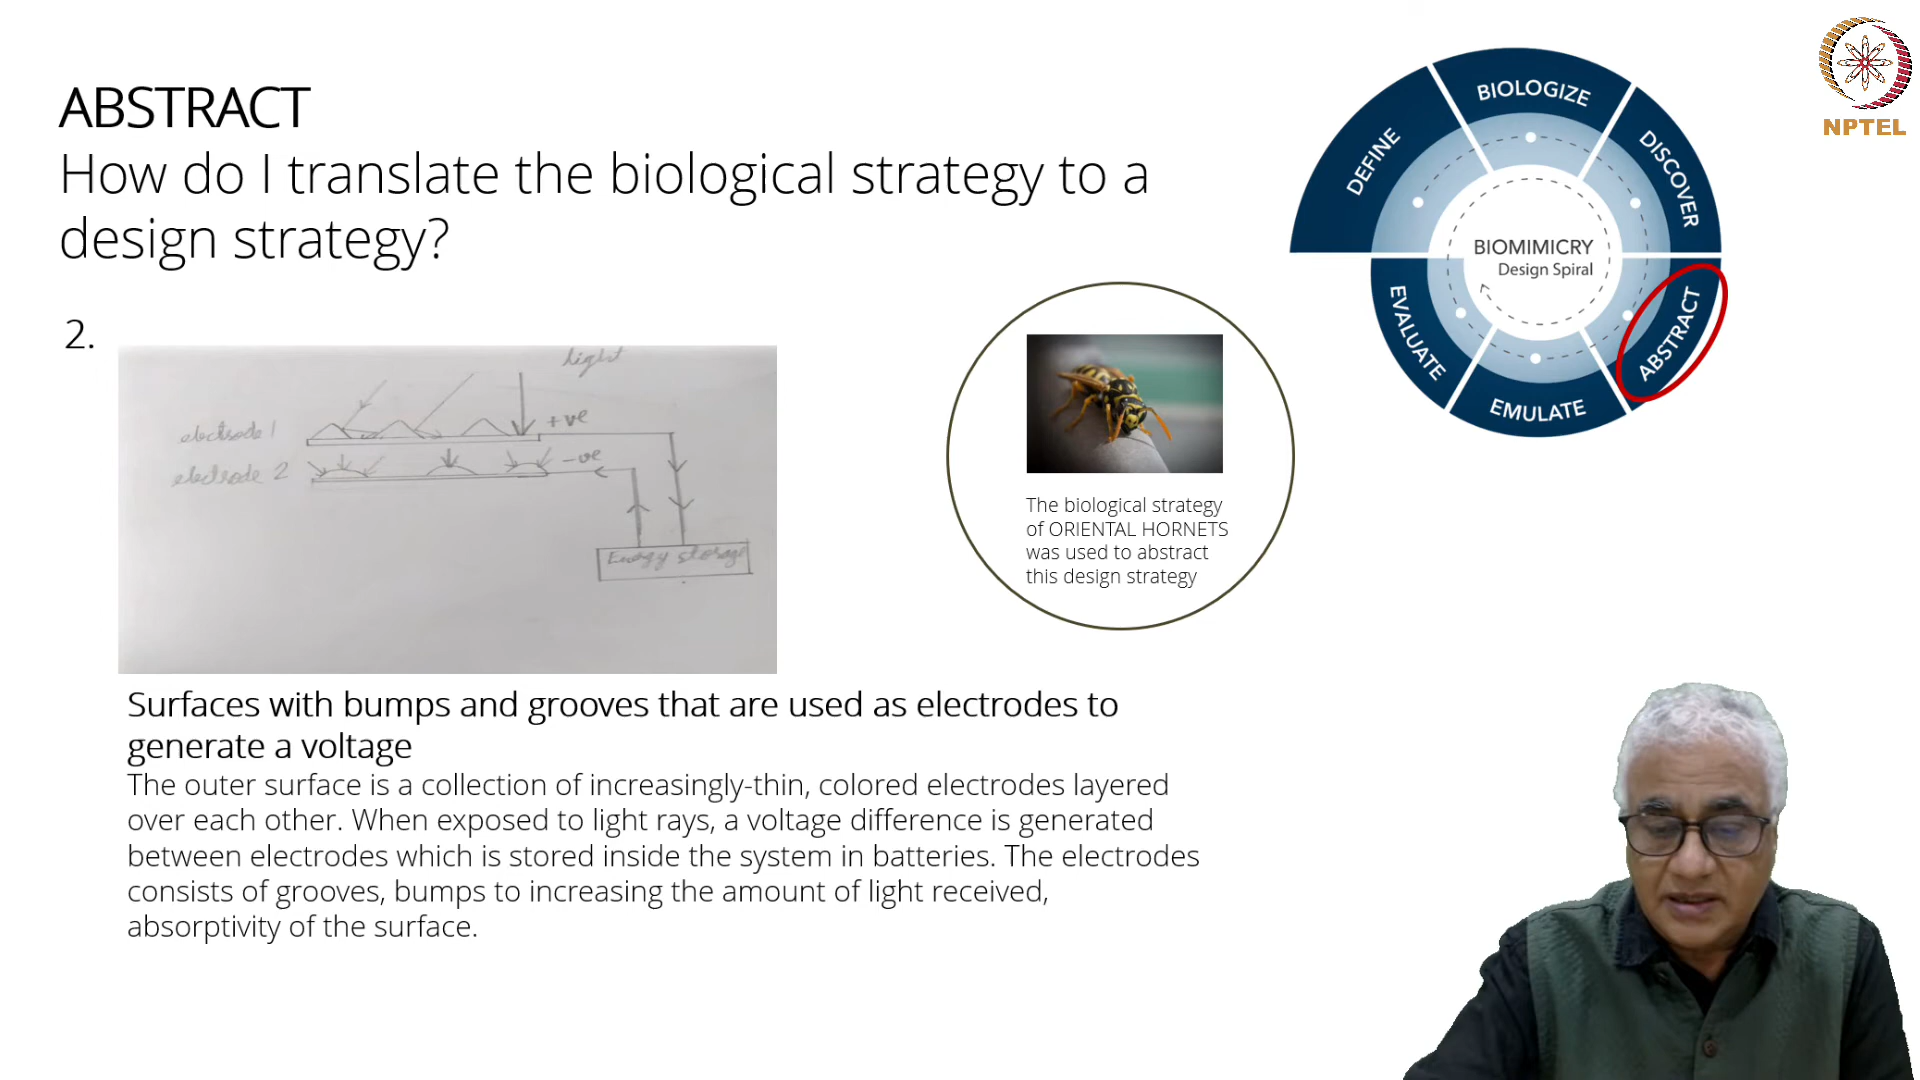 ABSTRACT
How do I translate the biological strategy to a
design strategy?
2.
light
electrode 1
+ve
electrode 2
-ve
Energy storage
The biological strategy
of ORIENTAL HORNETS
was used to abstract
this design strategy
Surfaces with bumps and grooves that are used as electrodes to
generate a voltage
The outer surface is a collection of increasingly-thin, colored electrodes layered
over each other. When exposed to light rays, a voltage difference is generated
between electrodes which is stored inside the system in batteries. The electrodes
consists of grooves, bumps to increasing the amount of light received,
absorptivity of the surface.
DEFINE
BIOLOGIZE
DISCOVER
ABSTRACT
EMULATE
EVALUATE
BIOMIMICRY
Design Spiral
NPTEL